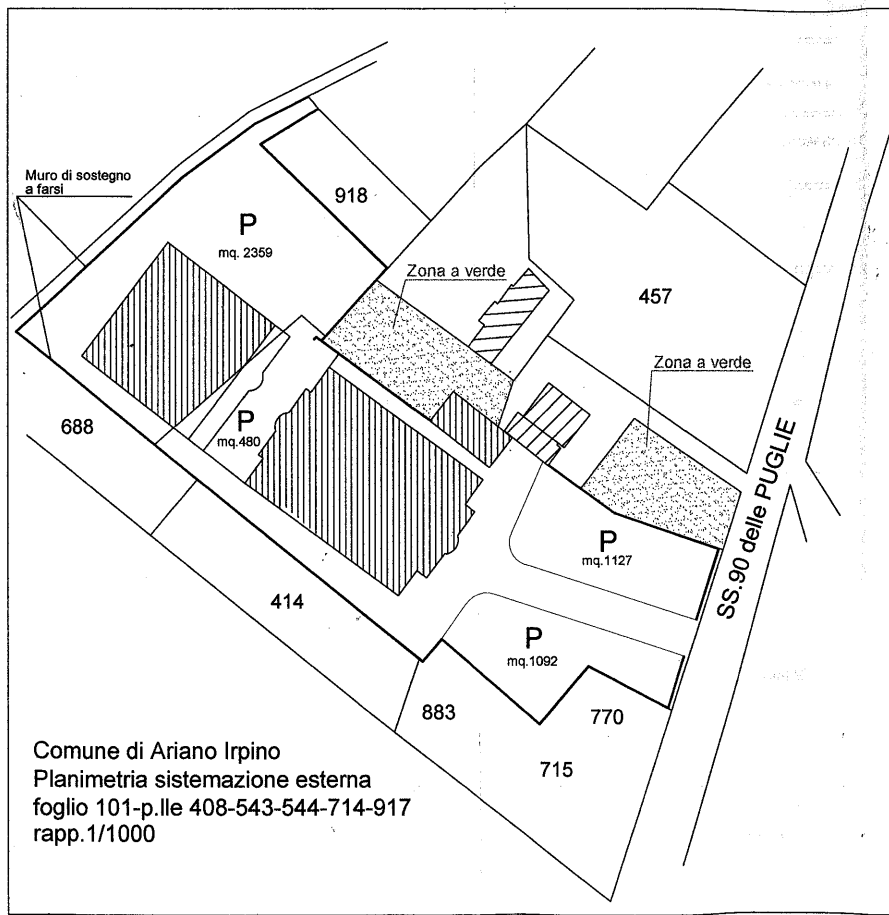 Muro di sostegno
a farsi
918
P
mq. 2359
Zona a verde
457
Zona a verde
688
P
mq.480
SS.90 delle PUGLIE
P
mq.1127
414
P
mq.1092
883
770
715
Comune di Ariano Irpino
Planimetria sistemazione esterna
foglio 101-p.lle 408-543-544-714-917
rapp.1/1000